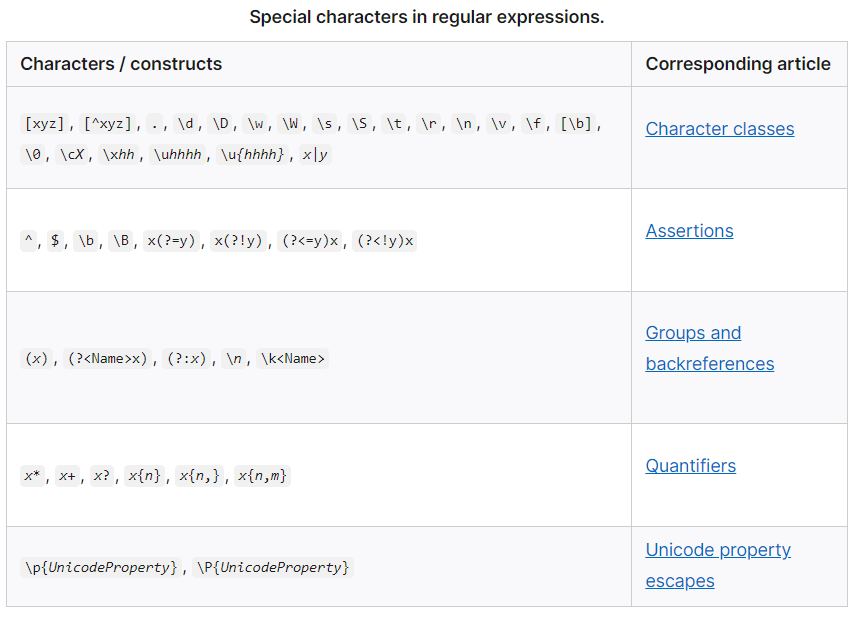 Special characters in regular expressions.
Characters / constructs
Corresponding article
[xyz], [^xyz], ., \d, \D, \w, \W, \s, \S, \t, \r, \n, \v, \f, [\b],
\0, \cX, \xhh, \uhhhh, \u{hhhh}, x|y
Character classes
^, $, \b, \B, x(?=y), x(?!y), (?<=y)x, (?<!y)x
Assertions
(x), (?<Name>x), (?:x), \n, \k<Name>
Groups and
backreferences
x*, x+, x?, x{n}, x{n,}, x{n,m}
Quantifiers
\p{UnicodeProperty}, \P{UnicodeProperty}
Unicode property
escapes